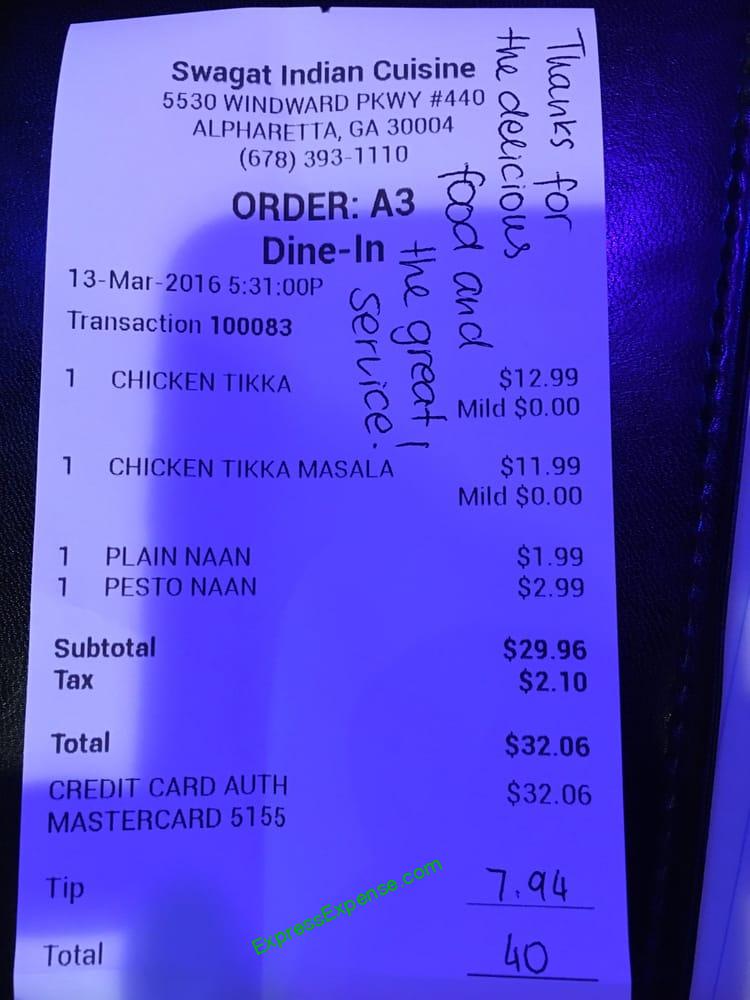 Swagat Indian Cuisine
5530 WINDWARD PKWY #440
ALPHARETTA, GA 30004
(678) 393-1110
ORDER: A3
Dine-In
13-Mar-2016 5:31:00P
Transaction 100083
1 CHICKEN TIKKA $12.99
Mild $0.00
1 CHICKEN TIKKA MASALA $11.99
Mild $0.00
1 PLAIN NAAN $1.99
1 PESTO NAAN $2.99
Subtotal $29.96
Tax $2.10
Total $32.06
CREDIT CARD AUTH $32.06
MASTERCARD 5155
Tip 7.94
Total 40
Thanks for
the delicious
food and
the great
service.
ExpressExpense.com